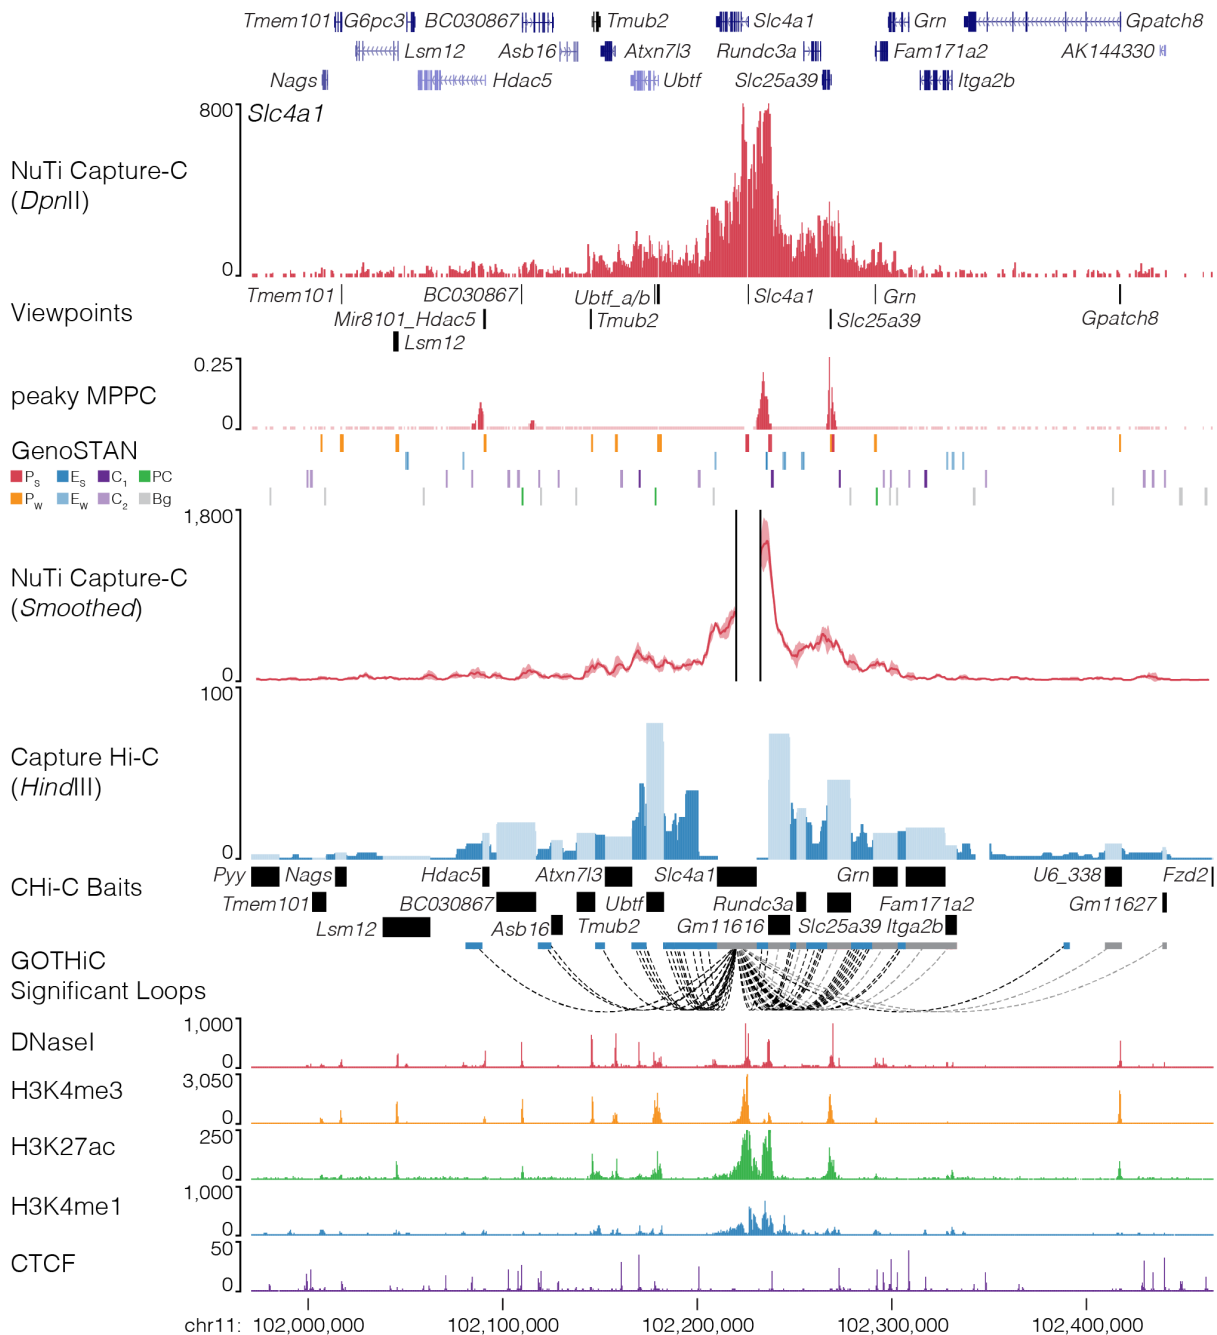 Tmem101 G6pc3 BC030867 Tmub2 Slc4a1 Grn Gpatch8
Lsm12 Asb16 Atxn7l3 Rundc3a Fam171a2 AK144330
Nags Hdac5 Ubtf Slc25a39 Itga2b
800 Slc4a1
NuTi Capture-C
(DpnII)
0
Tmem101 BC030867 Ubtf_a/b Slc4a1 Grn
Viewpoints
Mir8101_Hdac5 Tmub2 Slc25a39 Gpatch8
Lsm12
0.25
peaky MPPC
0
GenoSTAN
PS ES C1 PC
PW EW C2 Bg
1,800
NuTi Capture-C
(Smoothed)
0
100
Capture Hi-C
(HindIII)
0
Pyy Nags Hdac5 Atxn7l3 Slc4a1 Grn U6_338 Fzd2
CHi-C Baits
Tmem101 BC030867 Ubtf Rundc3a Fam171a2 Gm11627
Lsm12 Asb16 Tmub2 Gm11616 Slc25a39 Itga2b
GOTHiC
Significant Loops
1,000
DNaseI
0
3,050
H3K4me3
0
250
H3K27ac
0
1,000
H3K4me1
0
50
CTCF
0
chr11: 102,000,000 102,100,000 102,200,000 102,300,000 102,400,000